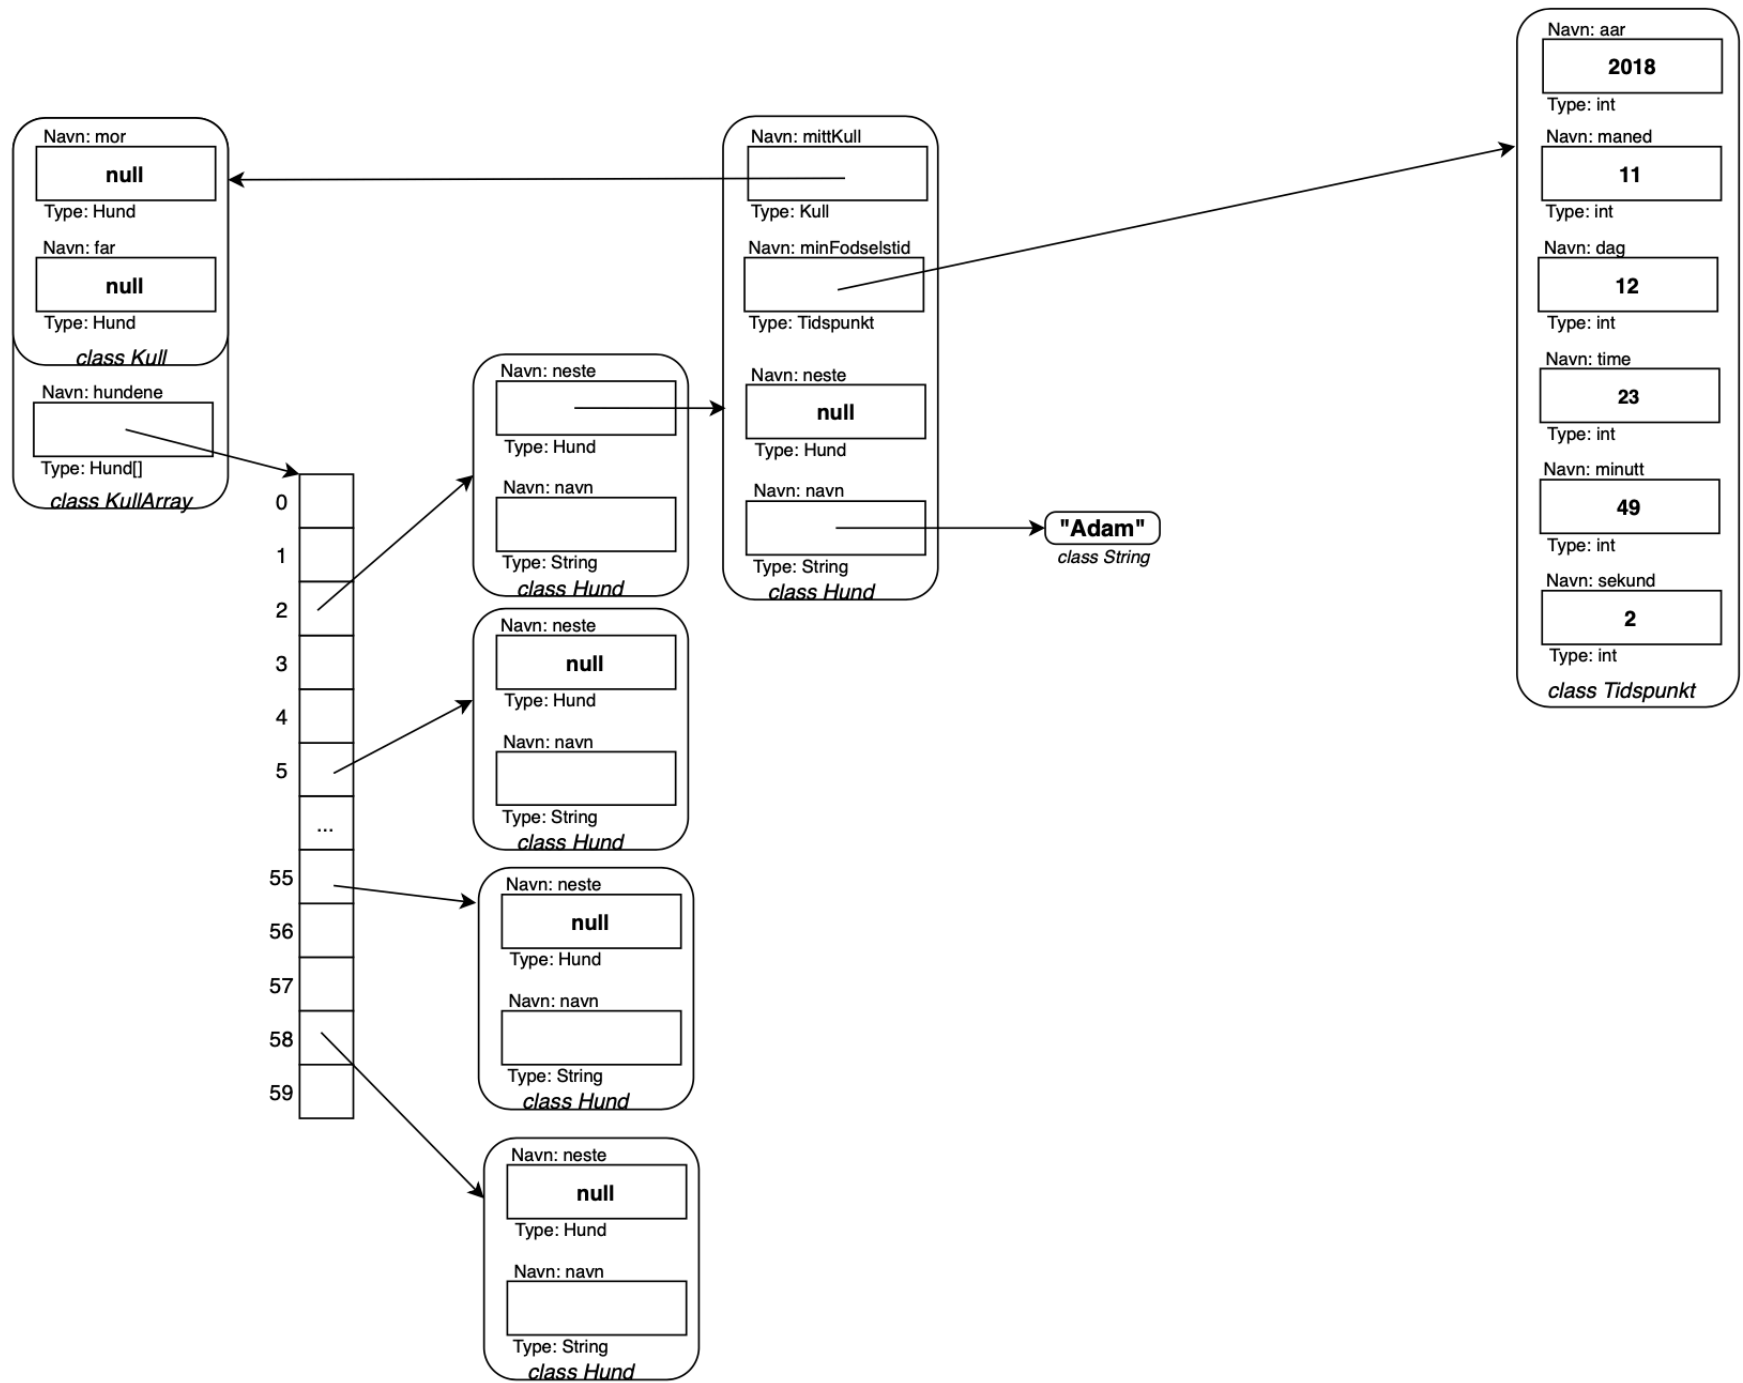 Navn: mor
null
Type: Hund
Navn: far
null
Type: Hund
class Kull
Navn: hundene
Type: Hund[]
class KullArray
0
1
2
3
4
5
...
55
56
57
58
59
Navn: neste
Type: Hund
Navn: navn
Type: String
class Hund
Navn: neste
null
Type: Hund
Navn: navn
Type: String
class Hund
Navn: neste
null
Type: Hund
Navn: navn
Type: String
class Hund
Navn: neste
null
Type: Hund
Navn: navn
Type: String
class Hund
Navn: mittKull
Type: Kull
Navn: minFodselstid
Type: Tidspunkt
Navn: neste
null
Type: Hund
Navn: navn
Type: String
class Hund
"Adam"
class String
Navn: aar
2018
Type: int
Navn: maned
11
Type: int
Navn: dag
12
Type: int
Navn: time
23
Type: int
Navn: minutt
49
Type: int
Navn: sekund
2
Type: int
class Tidspunkt